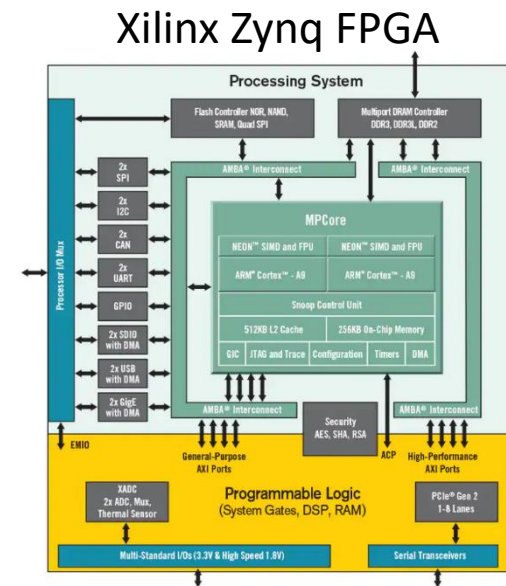 Xilinx Zynq FPGA
Processing System
Flash Controller NOR, NAND,
SRAM, Quad SPI
Multiport DRAM Controller
DDR3, DDR3L, DDR2
AMBA® Interconnect
AMBA® Interconnect
Processor I/O Mux
2x
SPI
2x
I2C
2x
CAN
2x
UART
GPIO
2x SDIO
with DMA
2x USB
with DMA
2x GigE
with DMA
MPCore
NEON™ SIMD and FPU
NEON™ SIMD and FPU
ARM® Cortex™ - A9
ARM® Cortex™ - A9
Snoop Control Unit
512KB L2 Cache
256KB On-Chip Memory
GIC
JTAG and Trace
Configuration
Timers
DMA
AMBA® Interconnect
AMBA® Interconnect
Security
AES, SHA, RSA
EMIO
General-Purpose
AXI Ports
ACP
High-Performance
AXI Ports
XADC
2x ADC, Mux,
Thermal Sensor
Programmable Logic
(System Gates, DSP, RAM)
PCIe® Gen 2
1-8 Lanes
Multi-Standard I/Os (3.3V & High Speed 1.8V)
Serial Transceivers